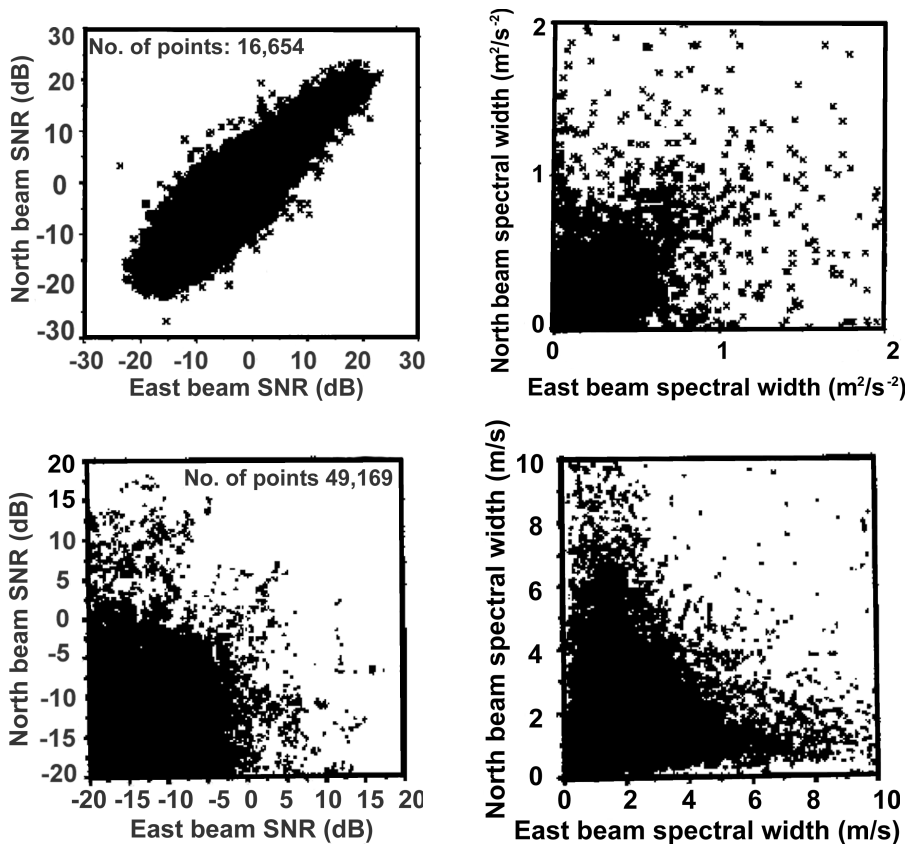 North beam SNR (dB)
No. of points: 16,654
30
20
10
0
-10
-20
-30
-30 -20 -10 0 10 20 30
East beam SNR (dB)
North beam spectral width (m²/s⁻²)
2
1
0
0 1 2
East beam spectral width (m²/s⁻²)
North beam SNR (dB)
No. of points 49,169
20
15
10
5
0
-5
-10
-15
-20
-20 -15 -10 -5 0 5 10 15 20
East beam SNR (dB)
North beam spectral width (m/s)
10
8
6
4
2
0
0 2 4 6 8 10
East beam spectral width (m/s)